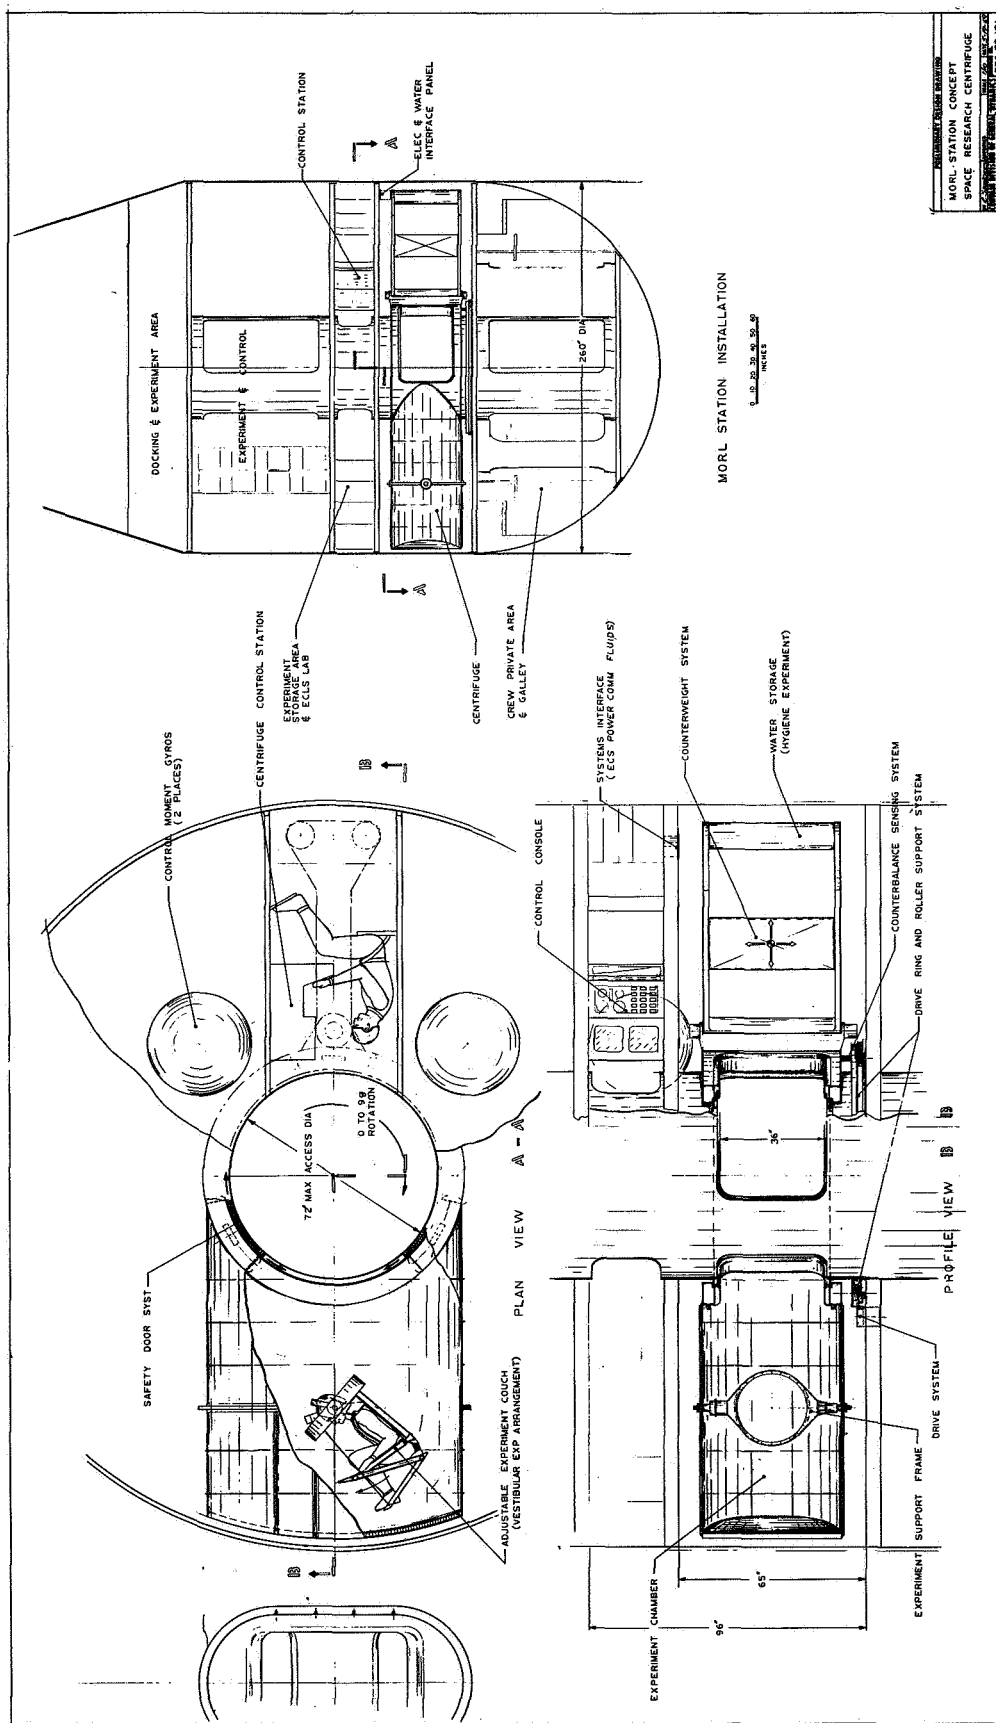 SAFETY DOOR SYST
CONTROL MOMENT GYROS
(2 PLACES)
CENTRIFUGE CONTROL STATION
72" MAX ACCESS DIA
0 TO 9g
ROTATION
ADJUSTABLE EXPERIMENT COUCH
(VESTIBULAR EXP ARRANGEMENT)
B
B
PLAN VIEW A-A
DOCKING & EXPERIMENT AREA
EXPERIMENT & CONTROL
CONTROL STATION
A
A
ELEC & WATER
INTERFACE PANEL
EXPERIMENT
STORAGE AREA
& ECLS LAB
CENTRIFUGE
CREW PRIVATE AREA
& GALLEY
260" DIA
MORL STATION INSTALLATION
0 10 20 30 40 50 60
INCHES
CONTROL CONSOLE
SYSTEMS INTERFACE
(ECS POWER COMM FLUIDS)
COUNTERWEIGHT SYSTEM
WATER STORAGE
(HYGIENE EXPERIMENT)
COUNTERBALANCE SENSING SYSTEM
DRIVE RING AND ROLLER SUPPORT SYSTEM
36"
EXPERIMENT CHAMBER
96"
65"
EXPERIMENT SUPPORT FRAME
DRIVE SYSTEM
PROFILE VIEW B B
PRELIMINARY DESIGN DRAWING
MORL-STATION CONCEPT
SPACE RESEARCH CENTRIFUGE